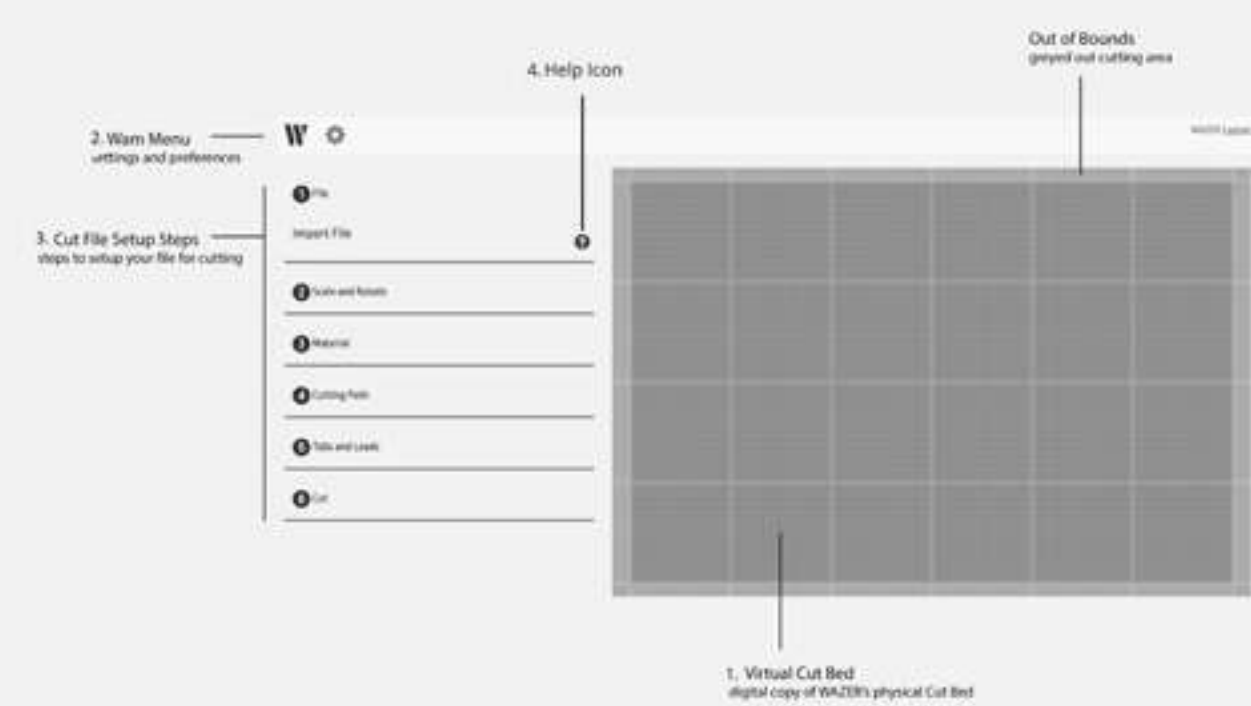 Out of Bounds
greyed out cutting area
4. Help Icon
2. Wam Menu
settings and preferences
W
WAZER
1 File
3. Cut File Setup Steps
steps to setup your file for cutting
Import File
?
2 Scale and Rotate
3 Material
4 Cutting Path
5 Tabs and Leads
6 Cut
1. Virtual Cut Bed
digital copy of WAZER's physical Cut Bed